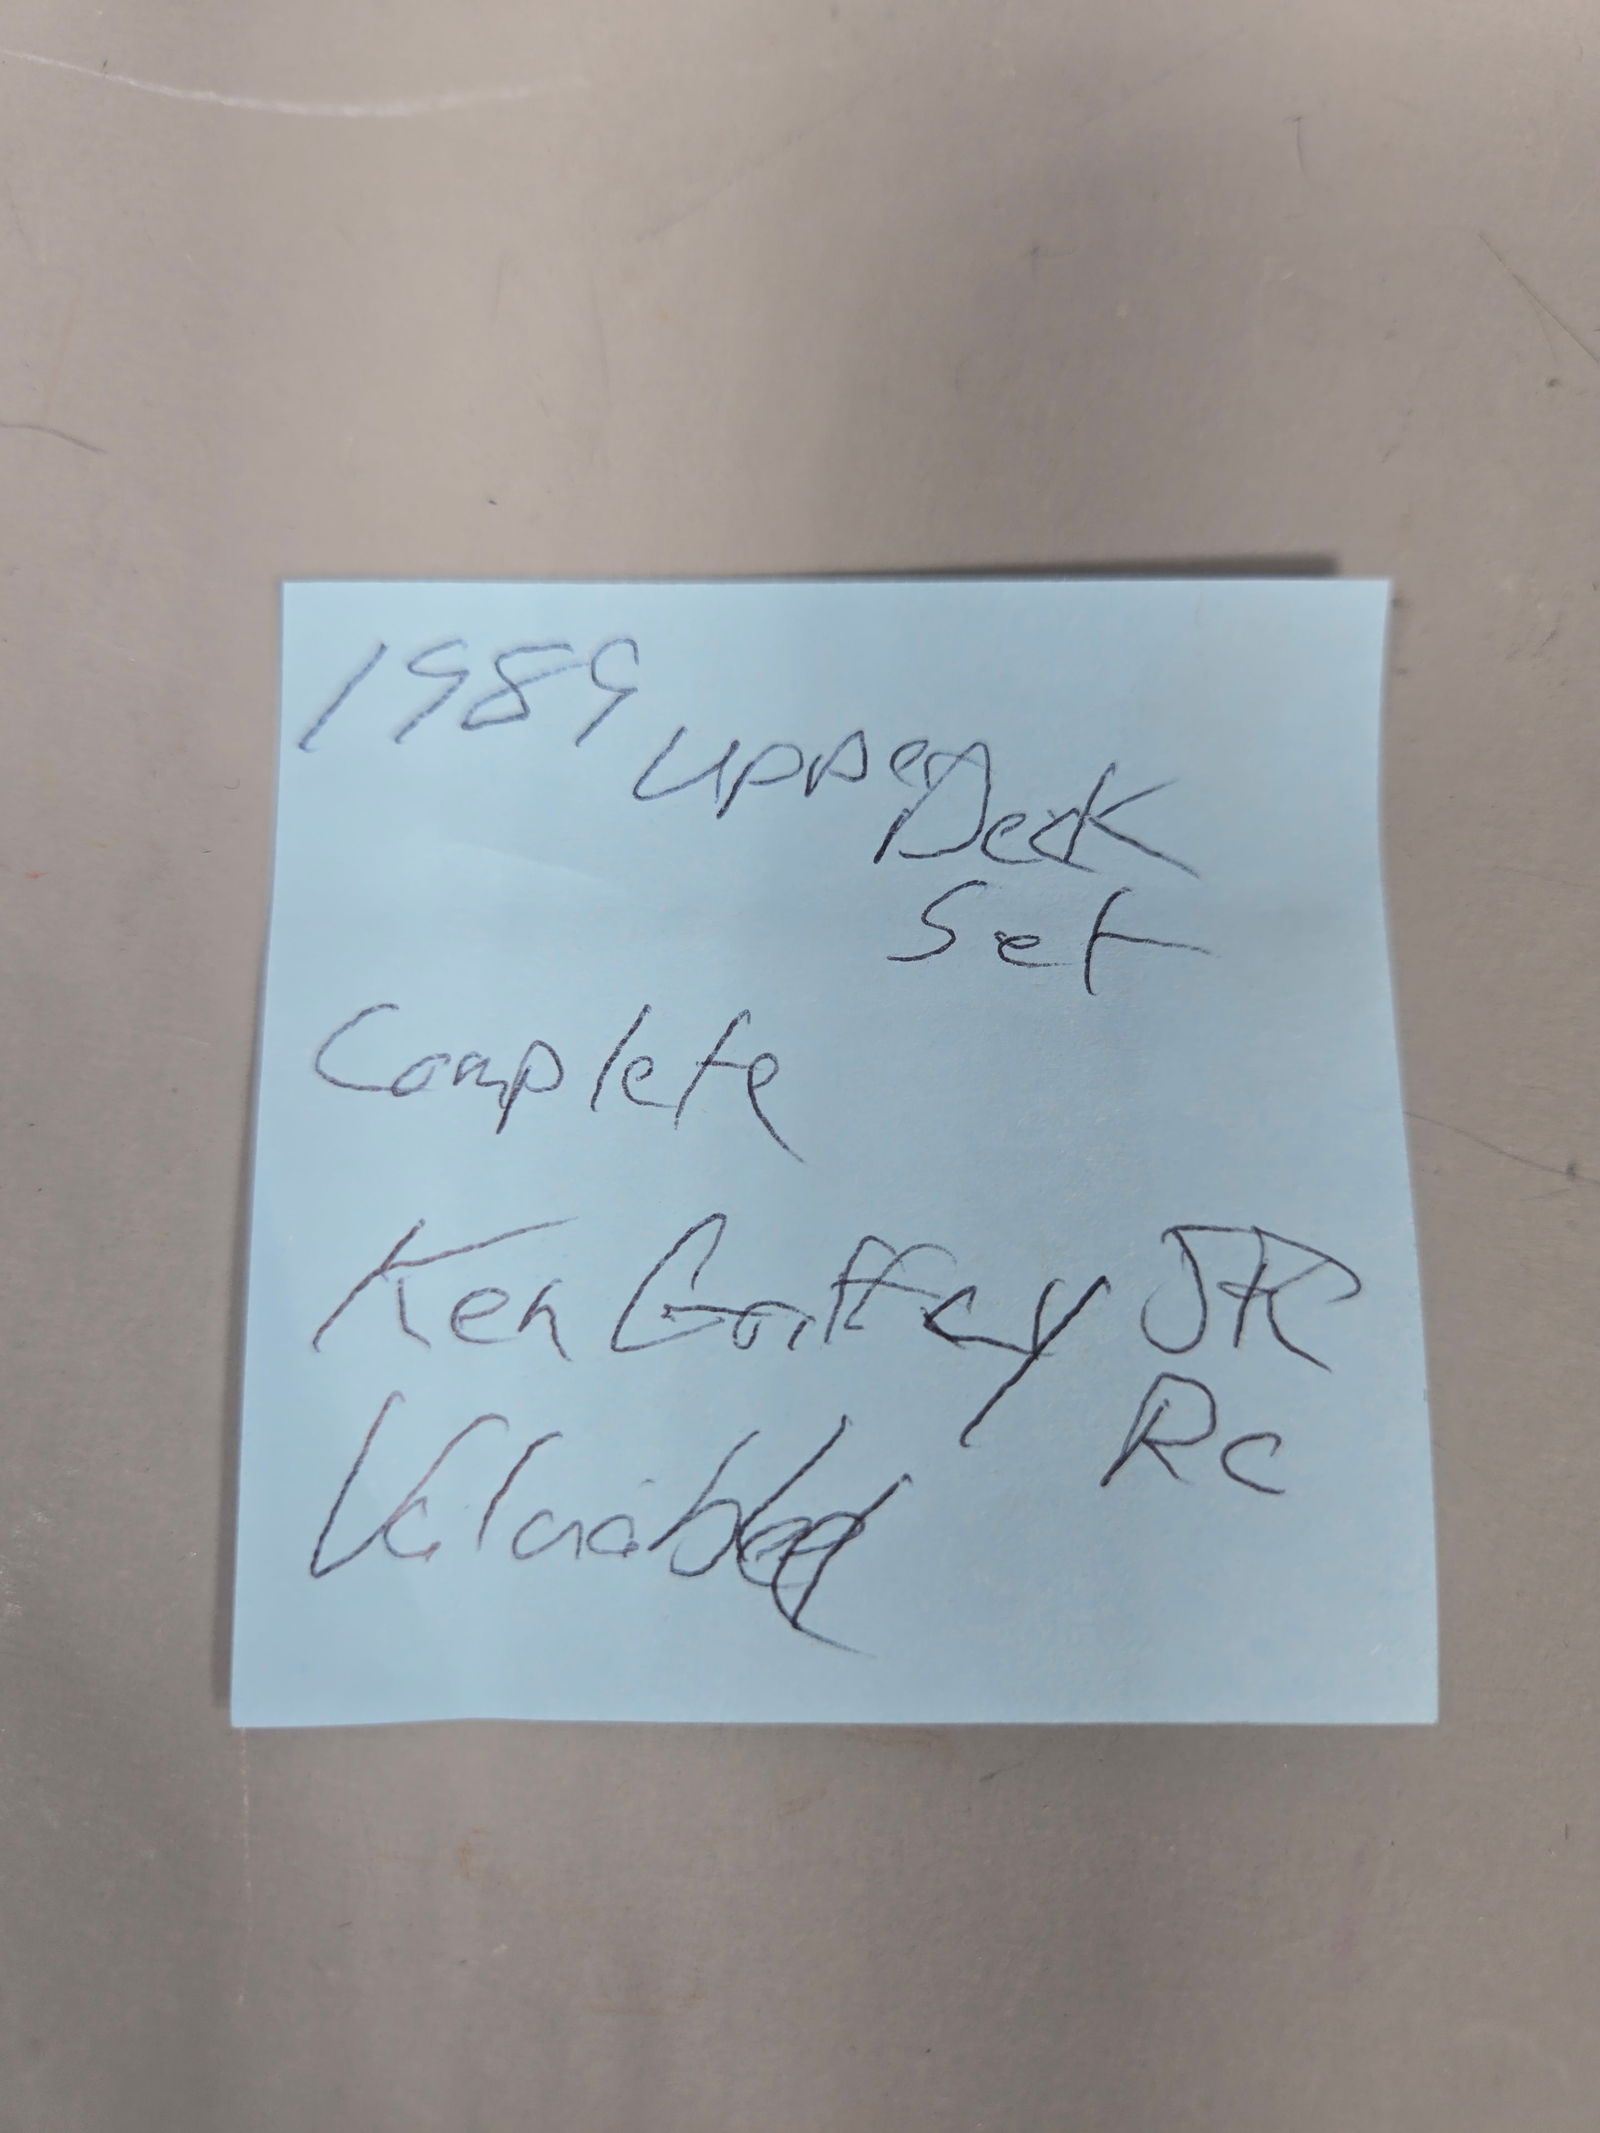 1989 upper Deck
Set
Complete
Ken Griffey JR
Rc